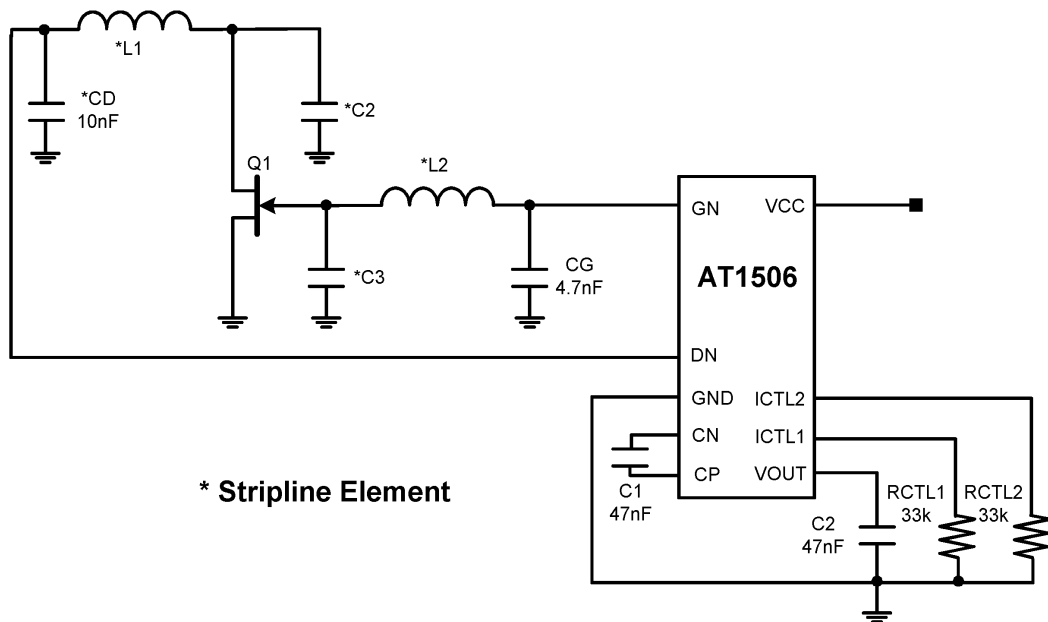 *L1
*CD
10nF
*C2
Q1
*L2
*C3
CG
4.7nF
GN
VCC
AT1506
DN
GND
ICTL2
CN
ICTL1
CP
VOUT
C1
47nF
C2
47nF
RCTL1
33k
RCTL2
33k
* Stripline Element